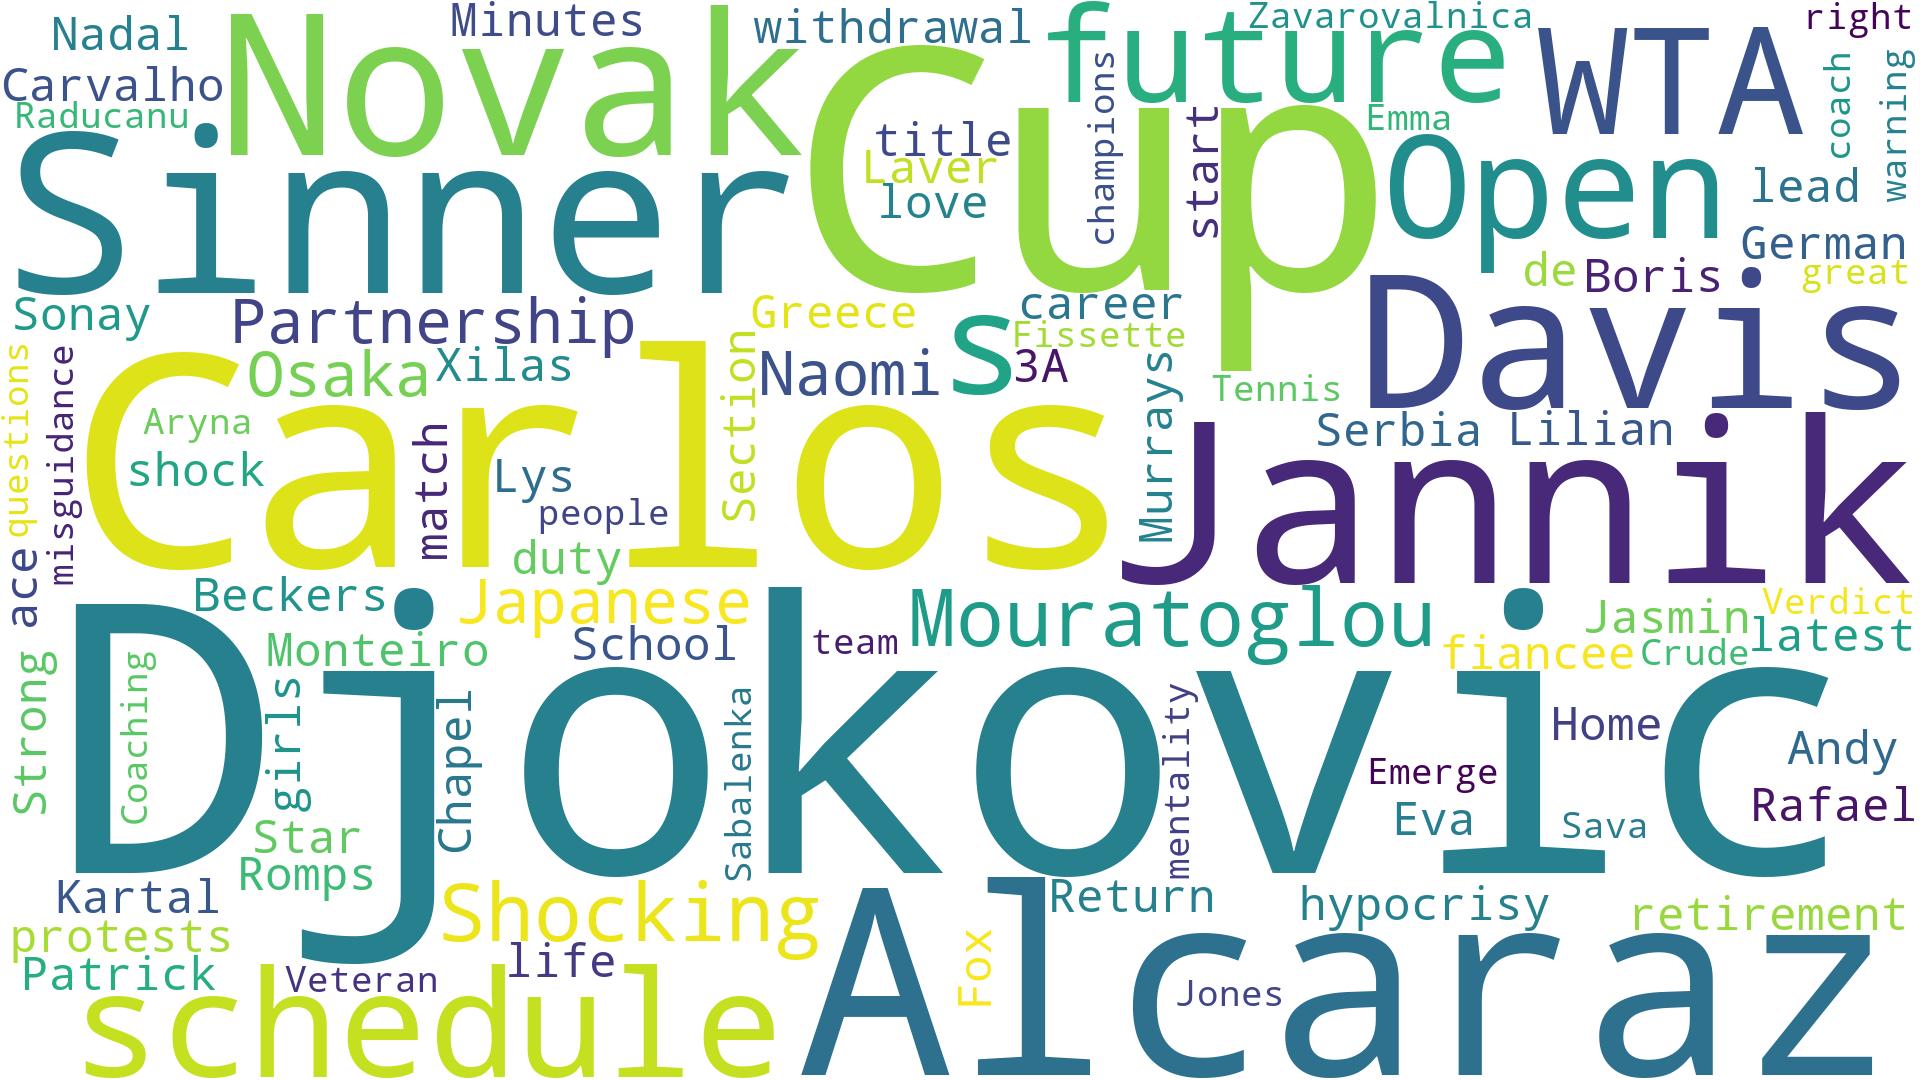 Nadal
Minutes
withdrawal
future
Zavarovalnica
right
Carvalho
Novak
Cup
champions
WTA
coach
warning
Raducanu
title
Emma
start
Sinner
Laver
love
Open
lead
German
de
Boris
great
Sonay
Partnership
Greece
career
Davis
s
Fissette
questions
misguidance
Osaka
Xilas
Section
Naomi
3A
Murrays
Tennis
Carlos
Aryna
match
Serbia
Lilian
shock
Lys
Jannik
people
ace
duty
Beckers
Japanese
Mouratoglou
Jasmin
Verdict
Monteiro
School
team
fiancee
Crude
latest
Strong
Coaching
girls
Chapel
Djokovic
Sabalenka
mentality
Home
Andy
Emerge
Rafael
Star
Eva
Sava
Romps
Kartal
Shocking
Return
hypocrisy
retirement
protests
Alcaraz
Patrick
Veteran
life
Fox
Jones
schedule